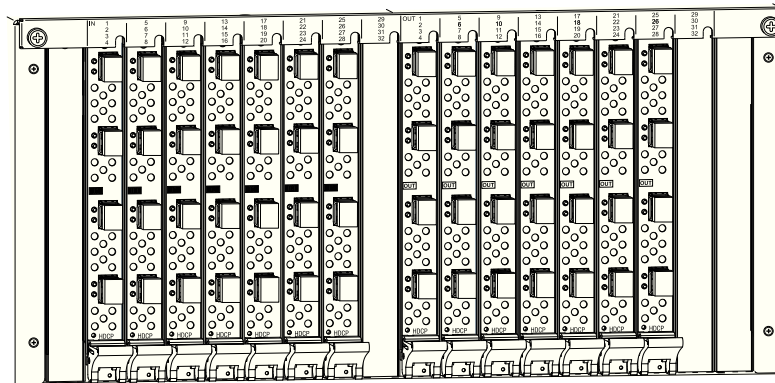 IN 1 5 9 13 17 21 25 29 OUT 1 5 9 13 17 21 25 29
2 6 10 14 18 22 26 30 2 6 10 14 18 22 26 30
3 7 11 15 19 23 27 31 3 7 11 15 19 23 27 31
4 8 12 16 20 24 28 32 4 8 12 16 20 24 28 32
OUT OUT OUT OUT OUT OUT OUT
HDCP HDCP HDCP HDCP HDCP HDCP HDCP HDCP HDCP HDCP HDCP HDCP HDCP HDCP